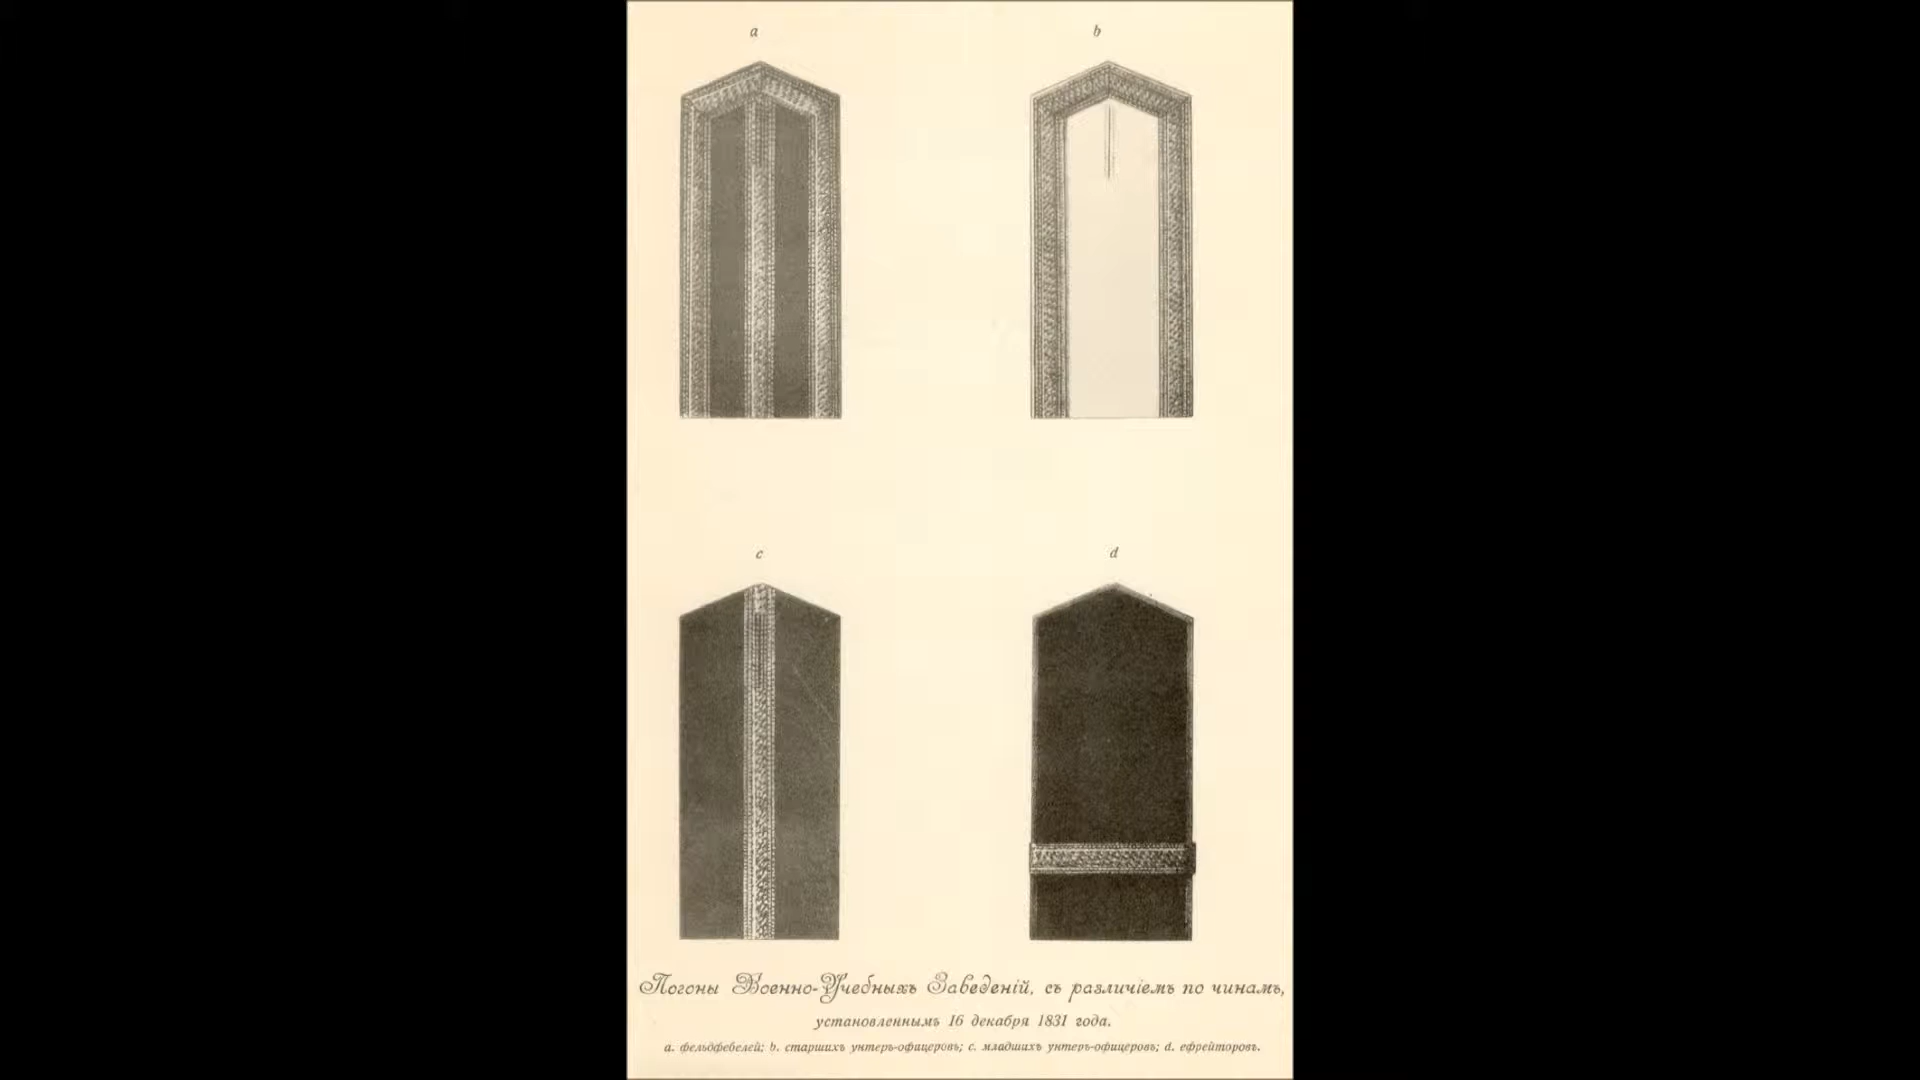 a b
c d
Погоны Военно-Учебныхъ Заведеній, съ различіемъ по чинамъ,
установленнымъ 16 декабря 1831 года.
a. фельдфебелей; b. старшихъ унтеръ-офицеровъ; c. младшихъ унтеръ-офицеровъ; d. ефрейторовъ.